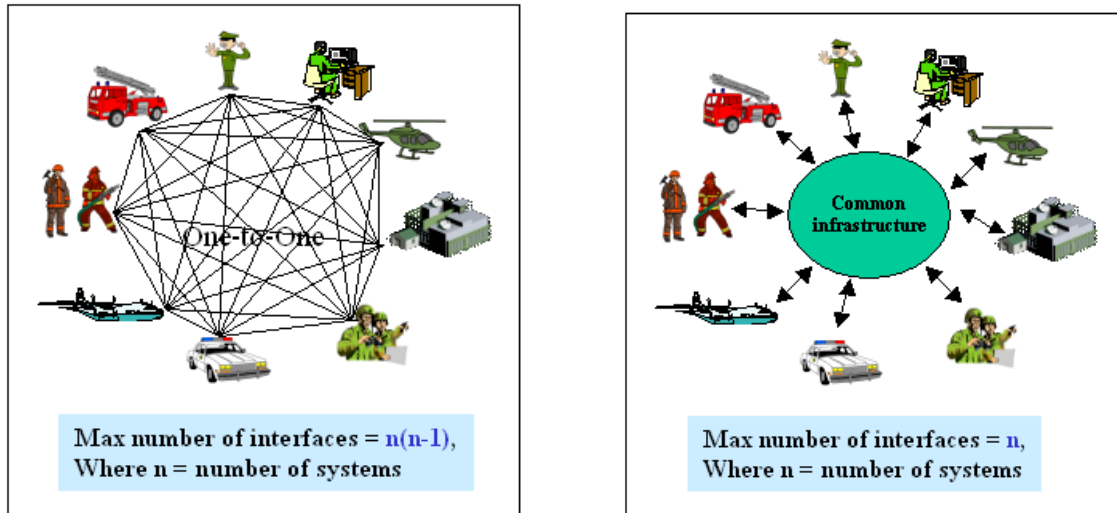 One-to-One
Max number of interfaces = n(n-1),
Where n = number of systems
Common
infrastructure
Max number of interfaces = n,
Where n = number of systems